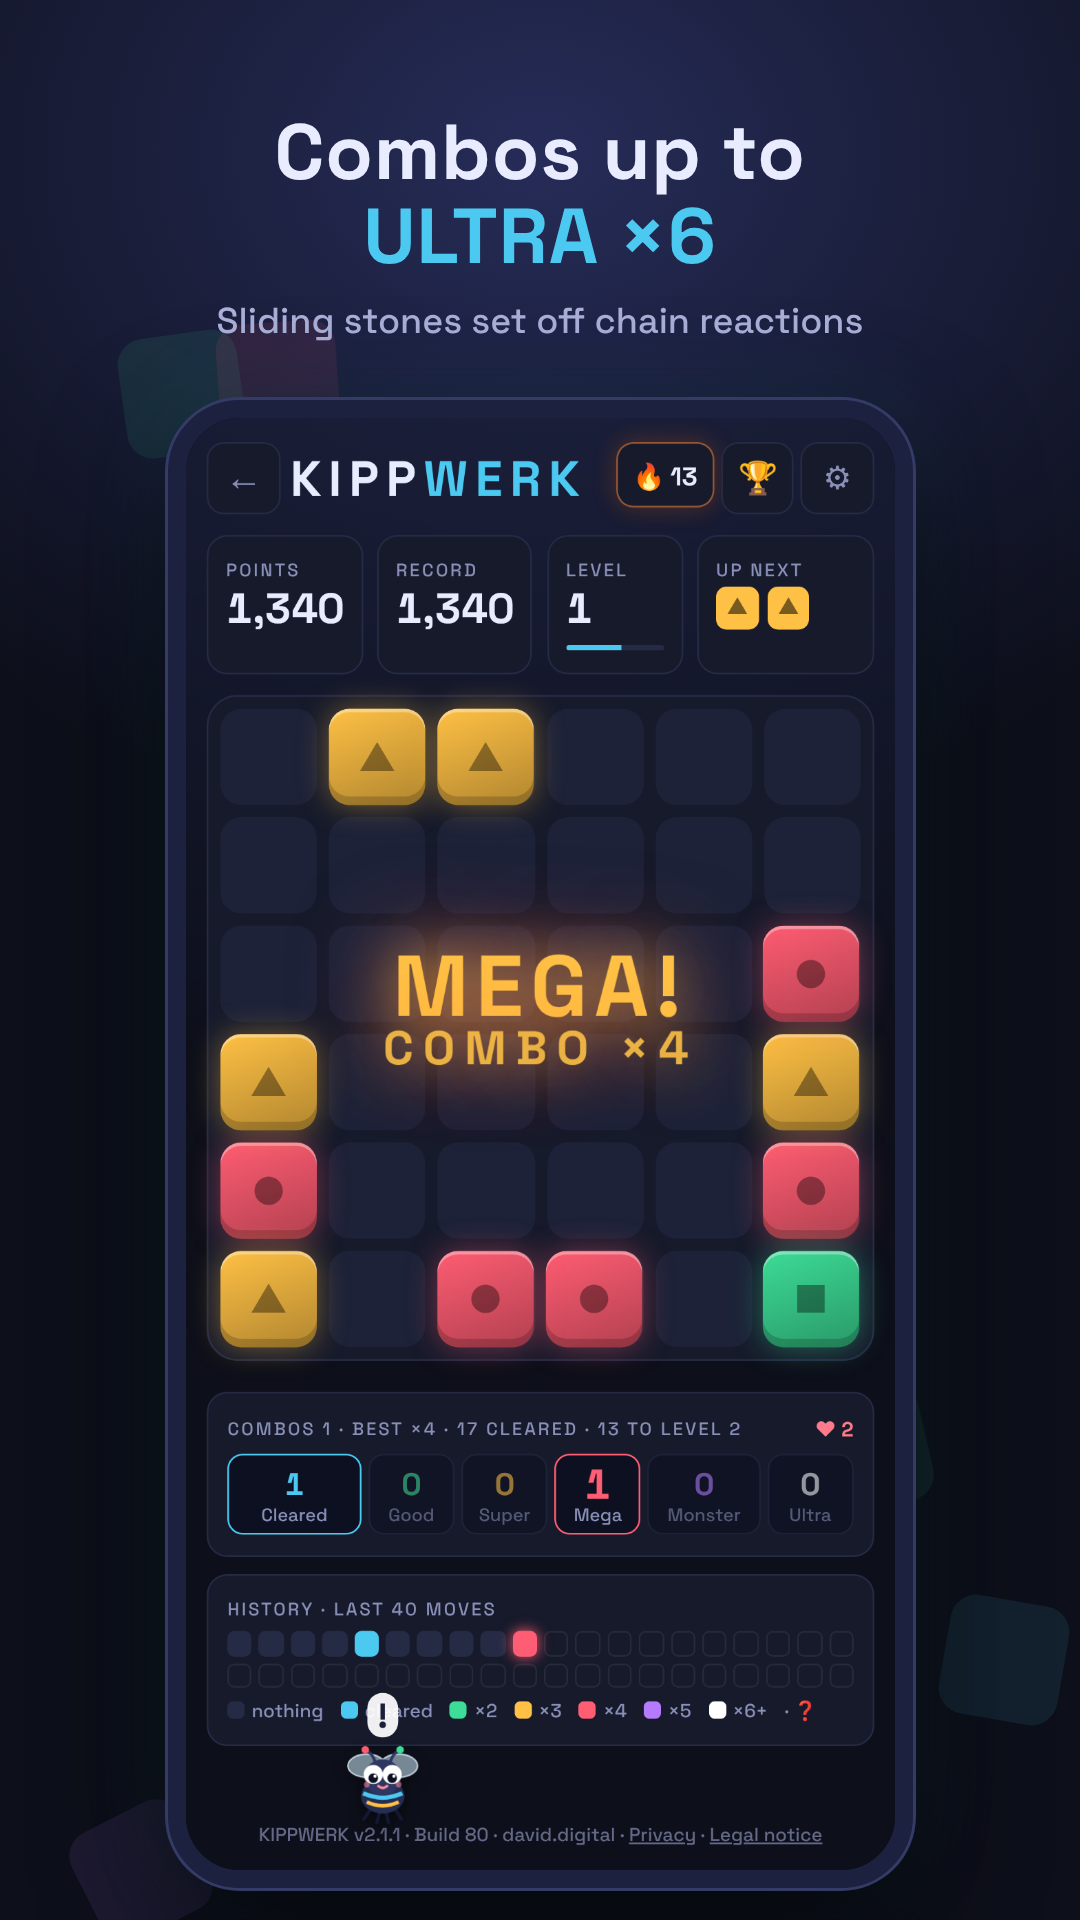 Combos up to
ULTRA ×6
Sliding stones set off chain reactions
← KIPPWERK 🔥 13 🏆 ⚙
POINTS RECORD LEVEL UP NEXT
1,340 1,340 1
MEGA!
COMBO ×4
COMBOS 1 · BEST ×4 · 17 CLEARED · 13 TO LEVEL 2 ♥ 2
1 0 0 1 0 0
Cleared Good Super Mega Monster Ultra
HISTORY · LAST 40 MOVES
nothing ×2 ×3 ×4 ×5 ×6+ · ❓
!
KIPPWERK v2.1.1 · Build 80 · david.digital · Privacy · Legal notice